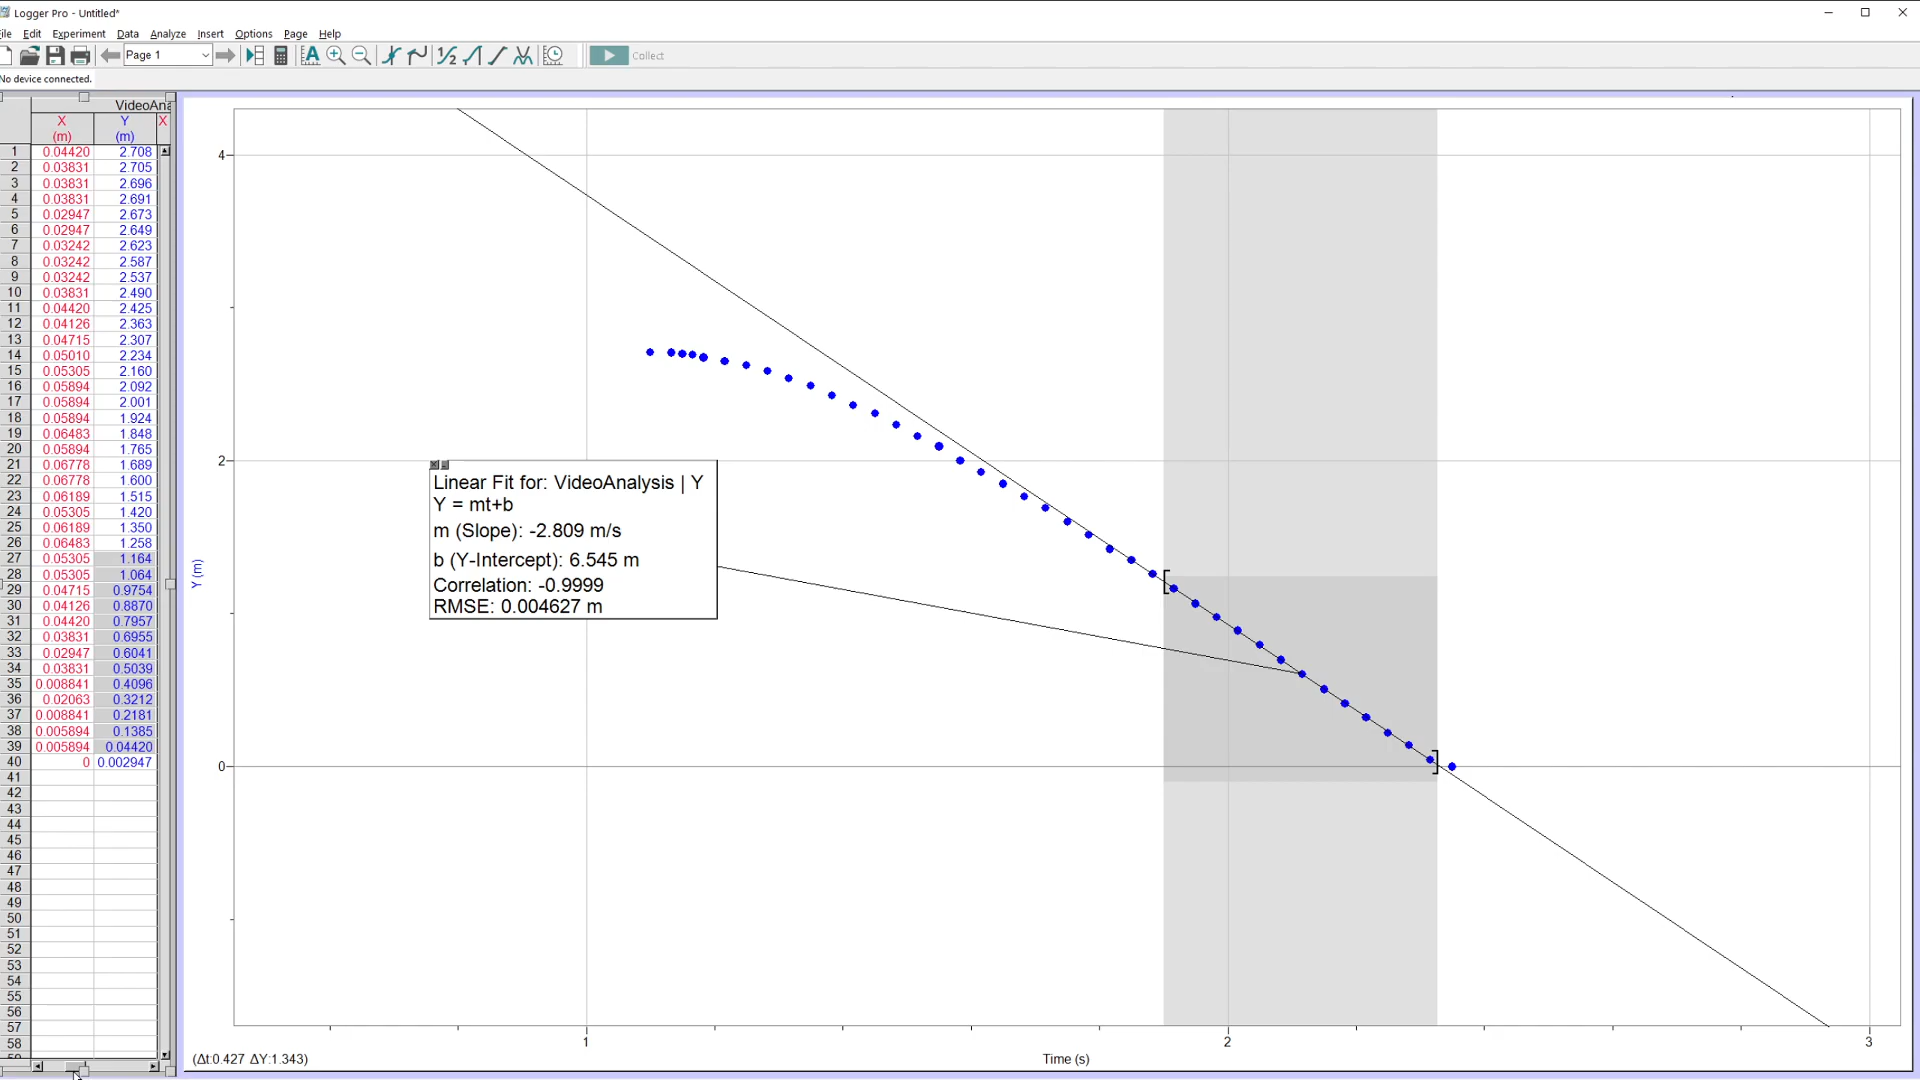 Logger Pro - Untitled*
ile Edit Experiment Data Analyze Insert Options Page Help
Page 1 Collect
No device connected.
VideoAna
X Y X
(m) (m)
1 0.04420 2.708
2 0.03831 2.705
3 0.03831 2.696
4 0.03831 2.691
5 0.02947 2.673
6 0.02947 2.649
7 0.03242 2.623
8 0.03242 2.587
9 0.03242 2.537
10 0.03831 2.490
11 0.04420 2.425
12 0.04126 2.363
13 0.04715 2.307
14 0.05010 2.234
15 0.05305 2.160
16 0.05894 2.092
17 0.05894 2.001
18 0.05894 1.924
19 0.06483 1.848
20 0.05894 1.765
21 0.06778 1.689
22 0.06778 1.600
23 0.06189 1.515
24 0.05305 1.420
25 0.06189 1.350
26 0.06483 1.258
27 0.05305 1.164
28 0.05305 1.064
29 0.04715 0.9754
30 0.04126 0.8870
31 0.04420 0.7957
32 0.03831 0.6955
33 0.02947 0.6041
34 0.03831 0.5039
35 0.008841 0.4096
36 0.02063 0.3212
37 0.008841 0.2181
38 0.005894 0.1385
39 0.005894 0.04420
40 0 0.002947
41
42
43
44
45
46
47
48
49
50
51
52
53
54
55
56
57
58
4
2
0
Y (m)
Linear Fit for: VideoAnalysis | Y
Y = mt+b
m (Slope): -2.809 m/s
b (Y-Intercept): 6.545 m
Correlation: -0.9999
RMSE: 0.004627 m
1 2 3
(Δt:0.427 ΔY:1.343) Time (s)